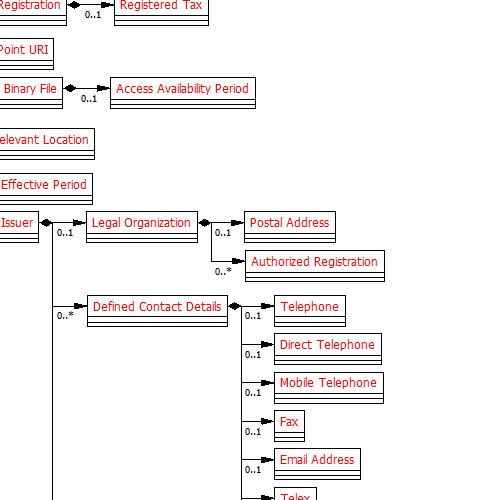 Registration
Registered Tax
0..1
Point URI
Binary File
Access Availability Period
0..1
elevant Location
Effective Period
Issuer
Legal Organization
Postal Address
0..1
0..1
Authorized Registration
0..*
Defined Contact Details
Telephone
0..*
0..1
Direct Telephone
0..1
Mobile Telephone
0..1
Fax
0..1
Email Address
0..1
Telex